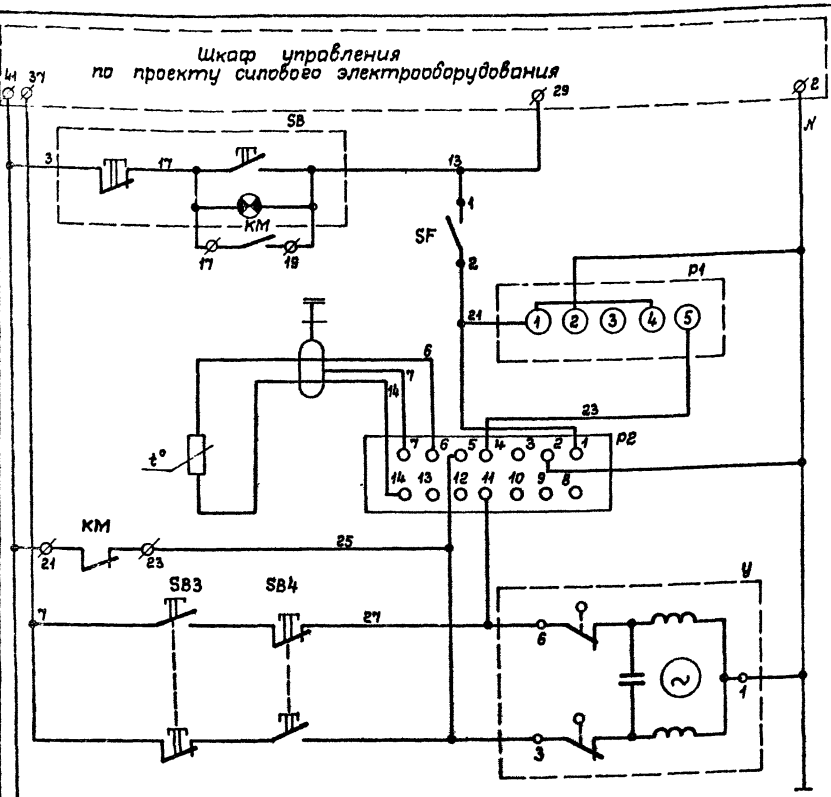 Шкаф управления
по проекту силового электрооборудования
41 37 29 2
N
SB
3 17 13
KM
17 19
1
SF
2
21
P1
1 2 3 4 5
6
7
14
23
P2
t°
7 6 5 4 3 2 1
14 13 12 11 10 9 8
KM
21 23 25
SB3 SB4
У
7 27 6
1
3